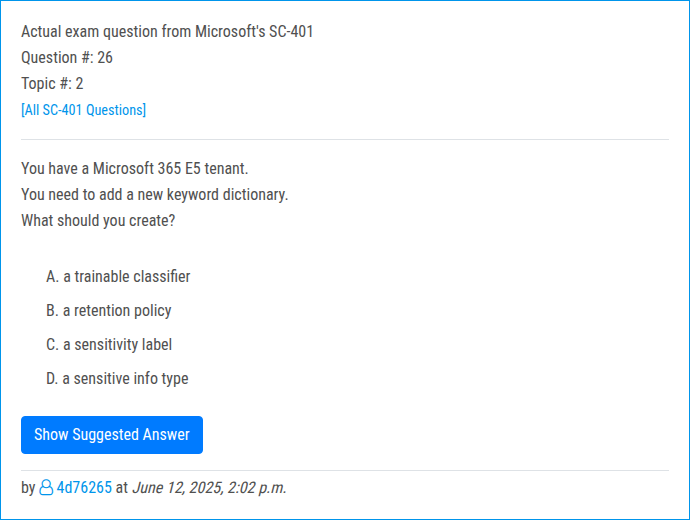 Actual exam question from Microsoft's SC-401
Question #: 26
Topic #: 2
[All SC-401 Questions]
You have a Microsoft 365 E5 tenant.
You need to add a new keyword dictionary.
What should you create?
A. a trainable classifier
B. a retention policy
C. a sensitivity label
D. a sensitive info type
Show Suggested Answer
by 4d76265 at June 12, 2025, 2:02 p.m.